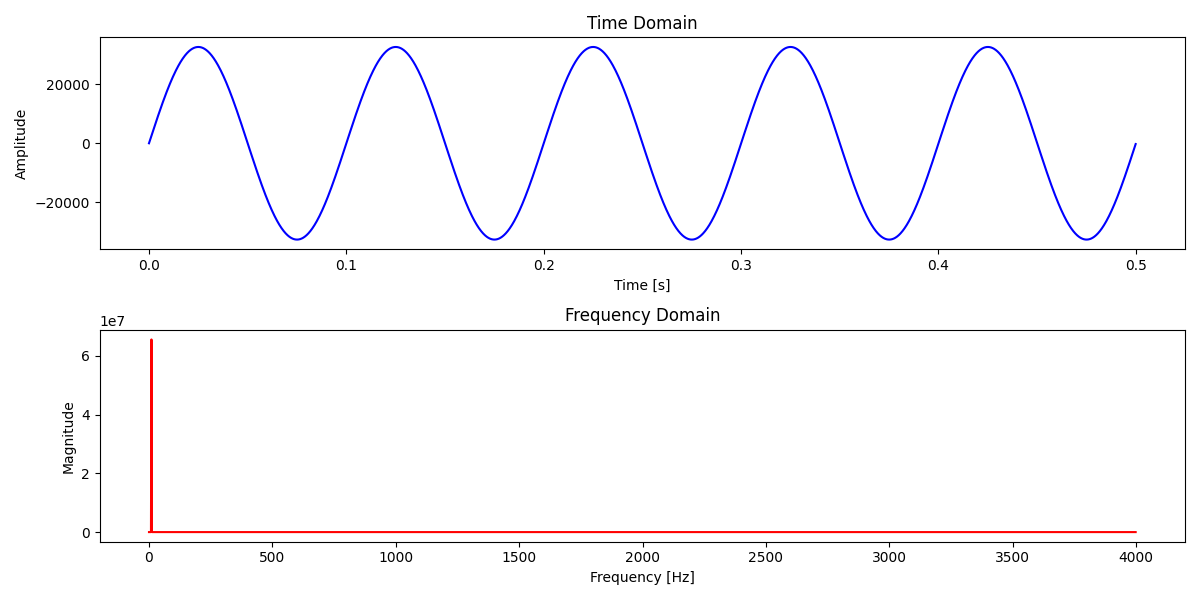 Time Domain
Amplitude
20000
0
−20000
0.0 0.1 0.2 0.3 0.4 0.5
Time [s]
Frequency Domain
1e7
Magnitude
6
4
2
0
0 500 1000 1500 2000 2500 3000 3500 4000
Frequency [Hz]